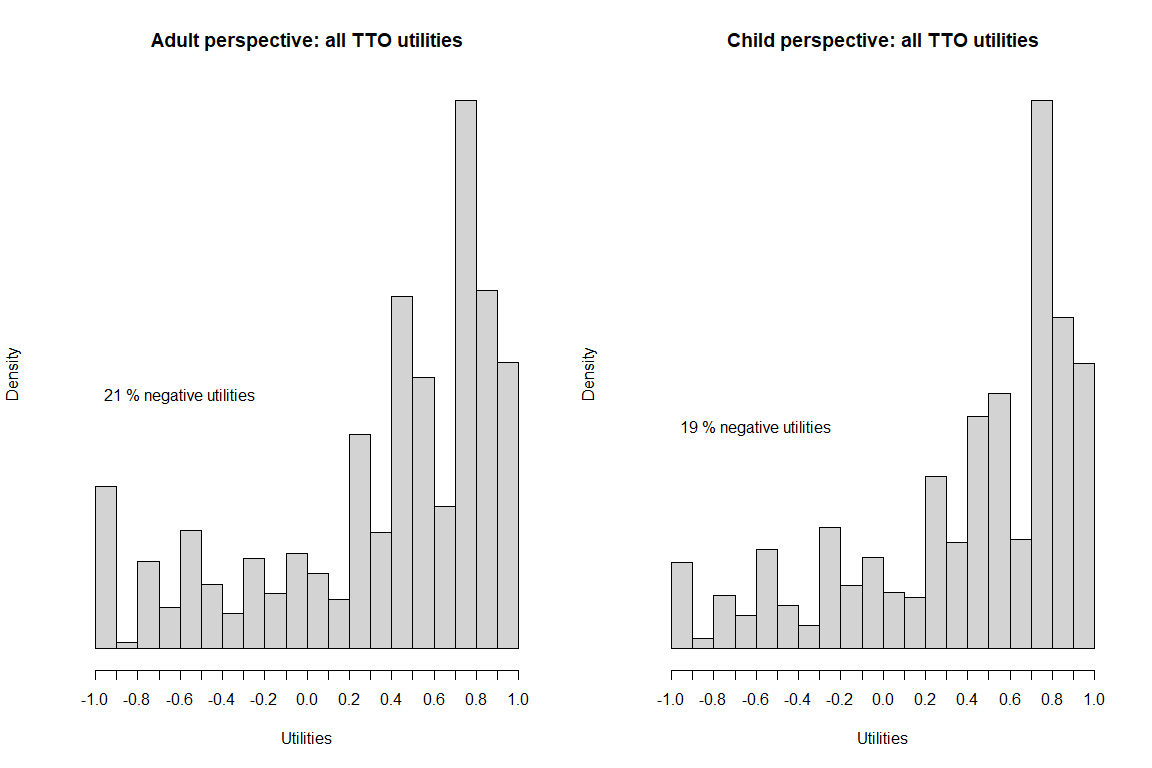 Adult perspective: all TTO utilities
Density
21 % negative utilities
-1.0 -0.8 -0.6 -0.4 -0.2 0.0 0.2 0.4 0.6 0.8 1.0
Utilities
Child perspective: all TTO utilities
Density
19 % negative utilities
-1.0 -0.8 -0.6 -0.4 -0.2 0.0 0.2 0.4 0.6 0.8 1.0
Utilities